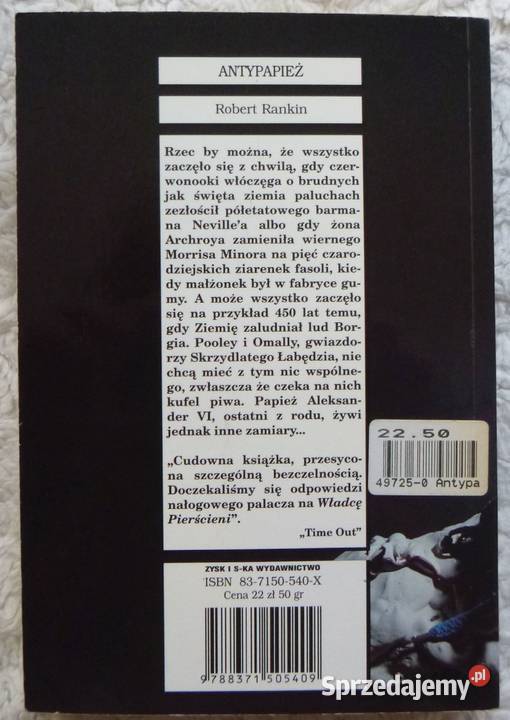 ANTYPAPIEŻ
Robert Rankin
Rzec by można, że wszystko
zaczęło się z chwilą, gdy czer-
wonooki włóczęga o brudnych
jak święta ziemia paluchach
zezłościł półetatowego barma-
na Neville'a albo gdy żona
Archroya zamieniła wiernego
Morrisa Minora na pięć czaro-
dziejskich ziarenek fasoli, kie-
dy małżonek był w fabryce gu-
my. A może wszystko zaczęło
się na przykład 450 lat temu,
gdy Ziemię zaludniał lud Bor-
gia. Pooley i Omally, gwiazdo-
rzy Skrzydlatego Łabędzia, nie
chcą mieć z tym nic wspólne-
go, zwłaszcza że czeka na nich
kufel piwa. Papież Aleksan-
der VI, ostatni z rodu, żywi
jednak inne zamiary...
„Cudowna książka, przesyco-
na szczególną bezczelnością.
Doczekaliśmy się odpowiedzi
nałogowego palacza na Władcę
Pierścieni”.
„Time Out”
22.50
49725-0 Antypa
ZYSK I S-KA WYDAWNICTWO
ISBN 83-7150-540-X
Cena 22 zł 50 gr
9 788371 505409
Sprzedajemy.pl